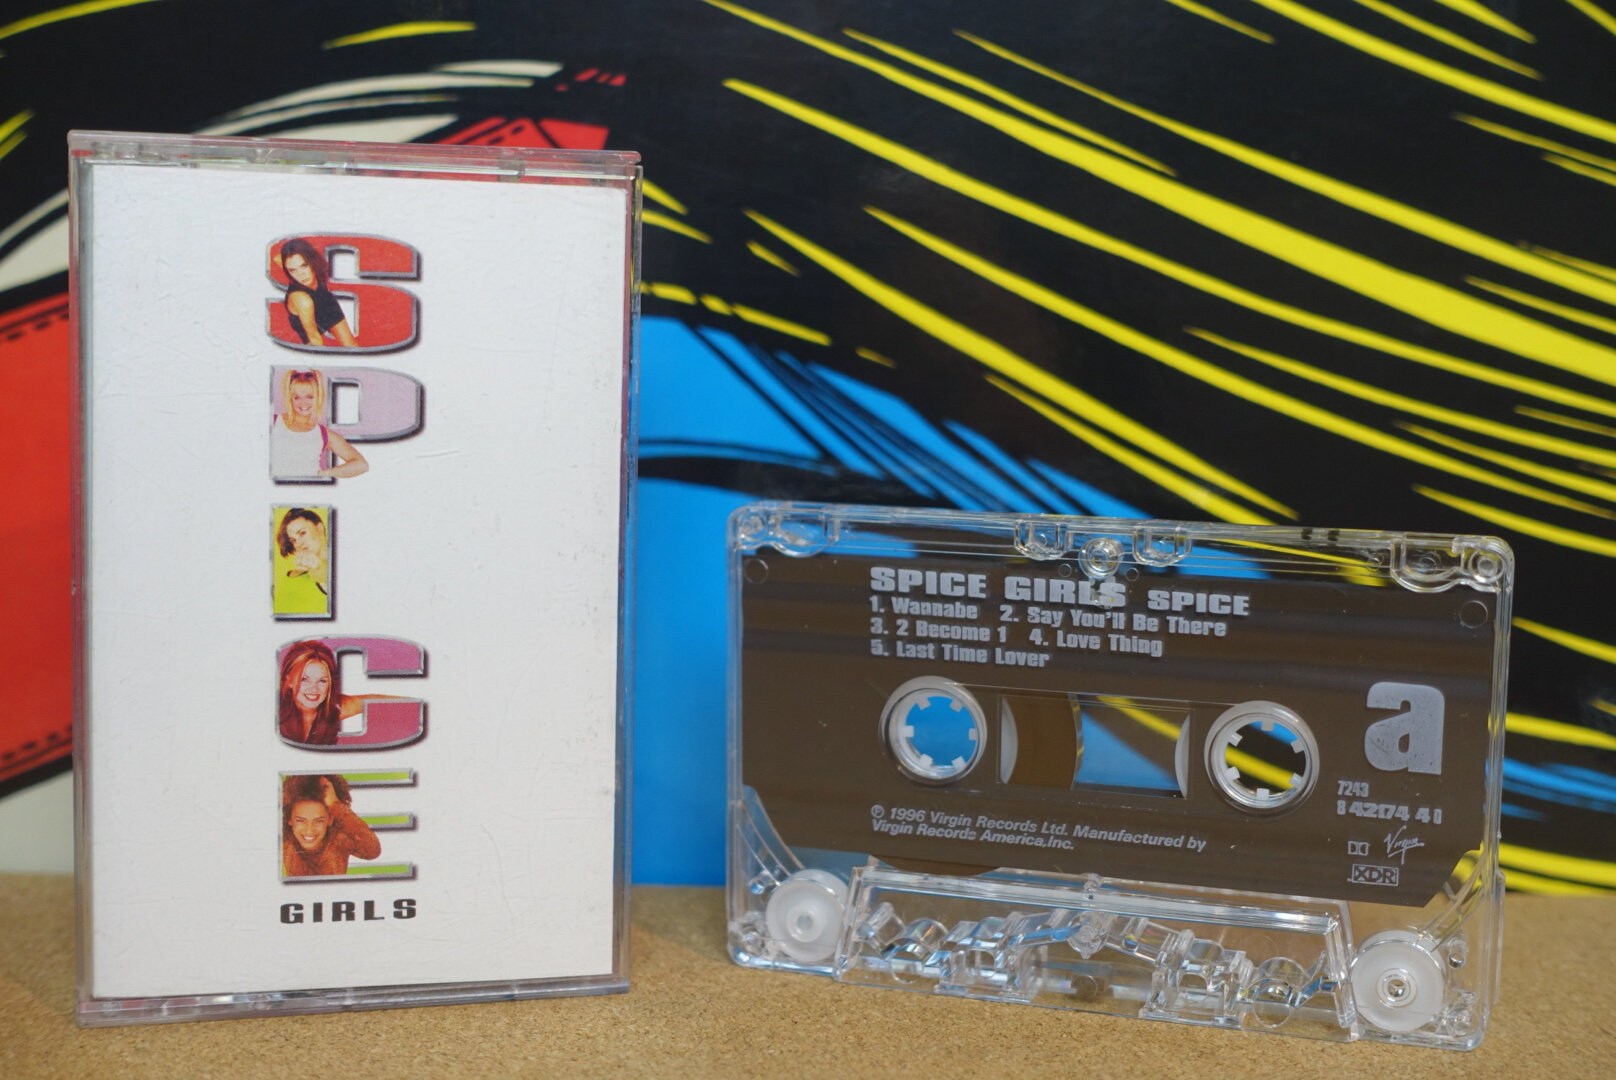 SPICE
GIRLS
SPICE GIRLS SPICE
1. Wannabe 2. Say You'll Be There
3. 2 Become 1 4. Love Thing
5. Last Time Lover
a
7243
8 42174 4 0
℗ 1996 Virgin Records Ltd. Manufactured by
Virgin Records America,Inc.
Virgin
XDR